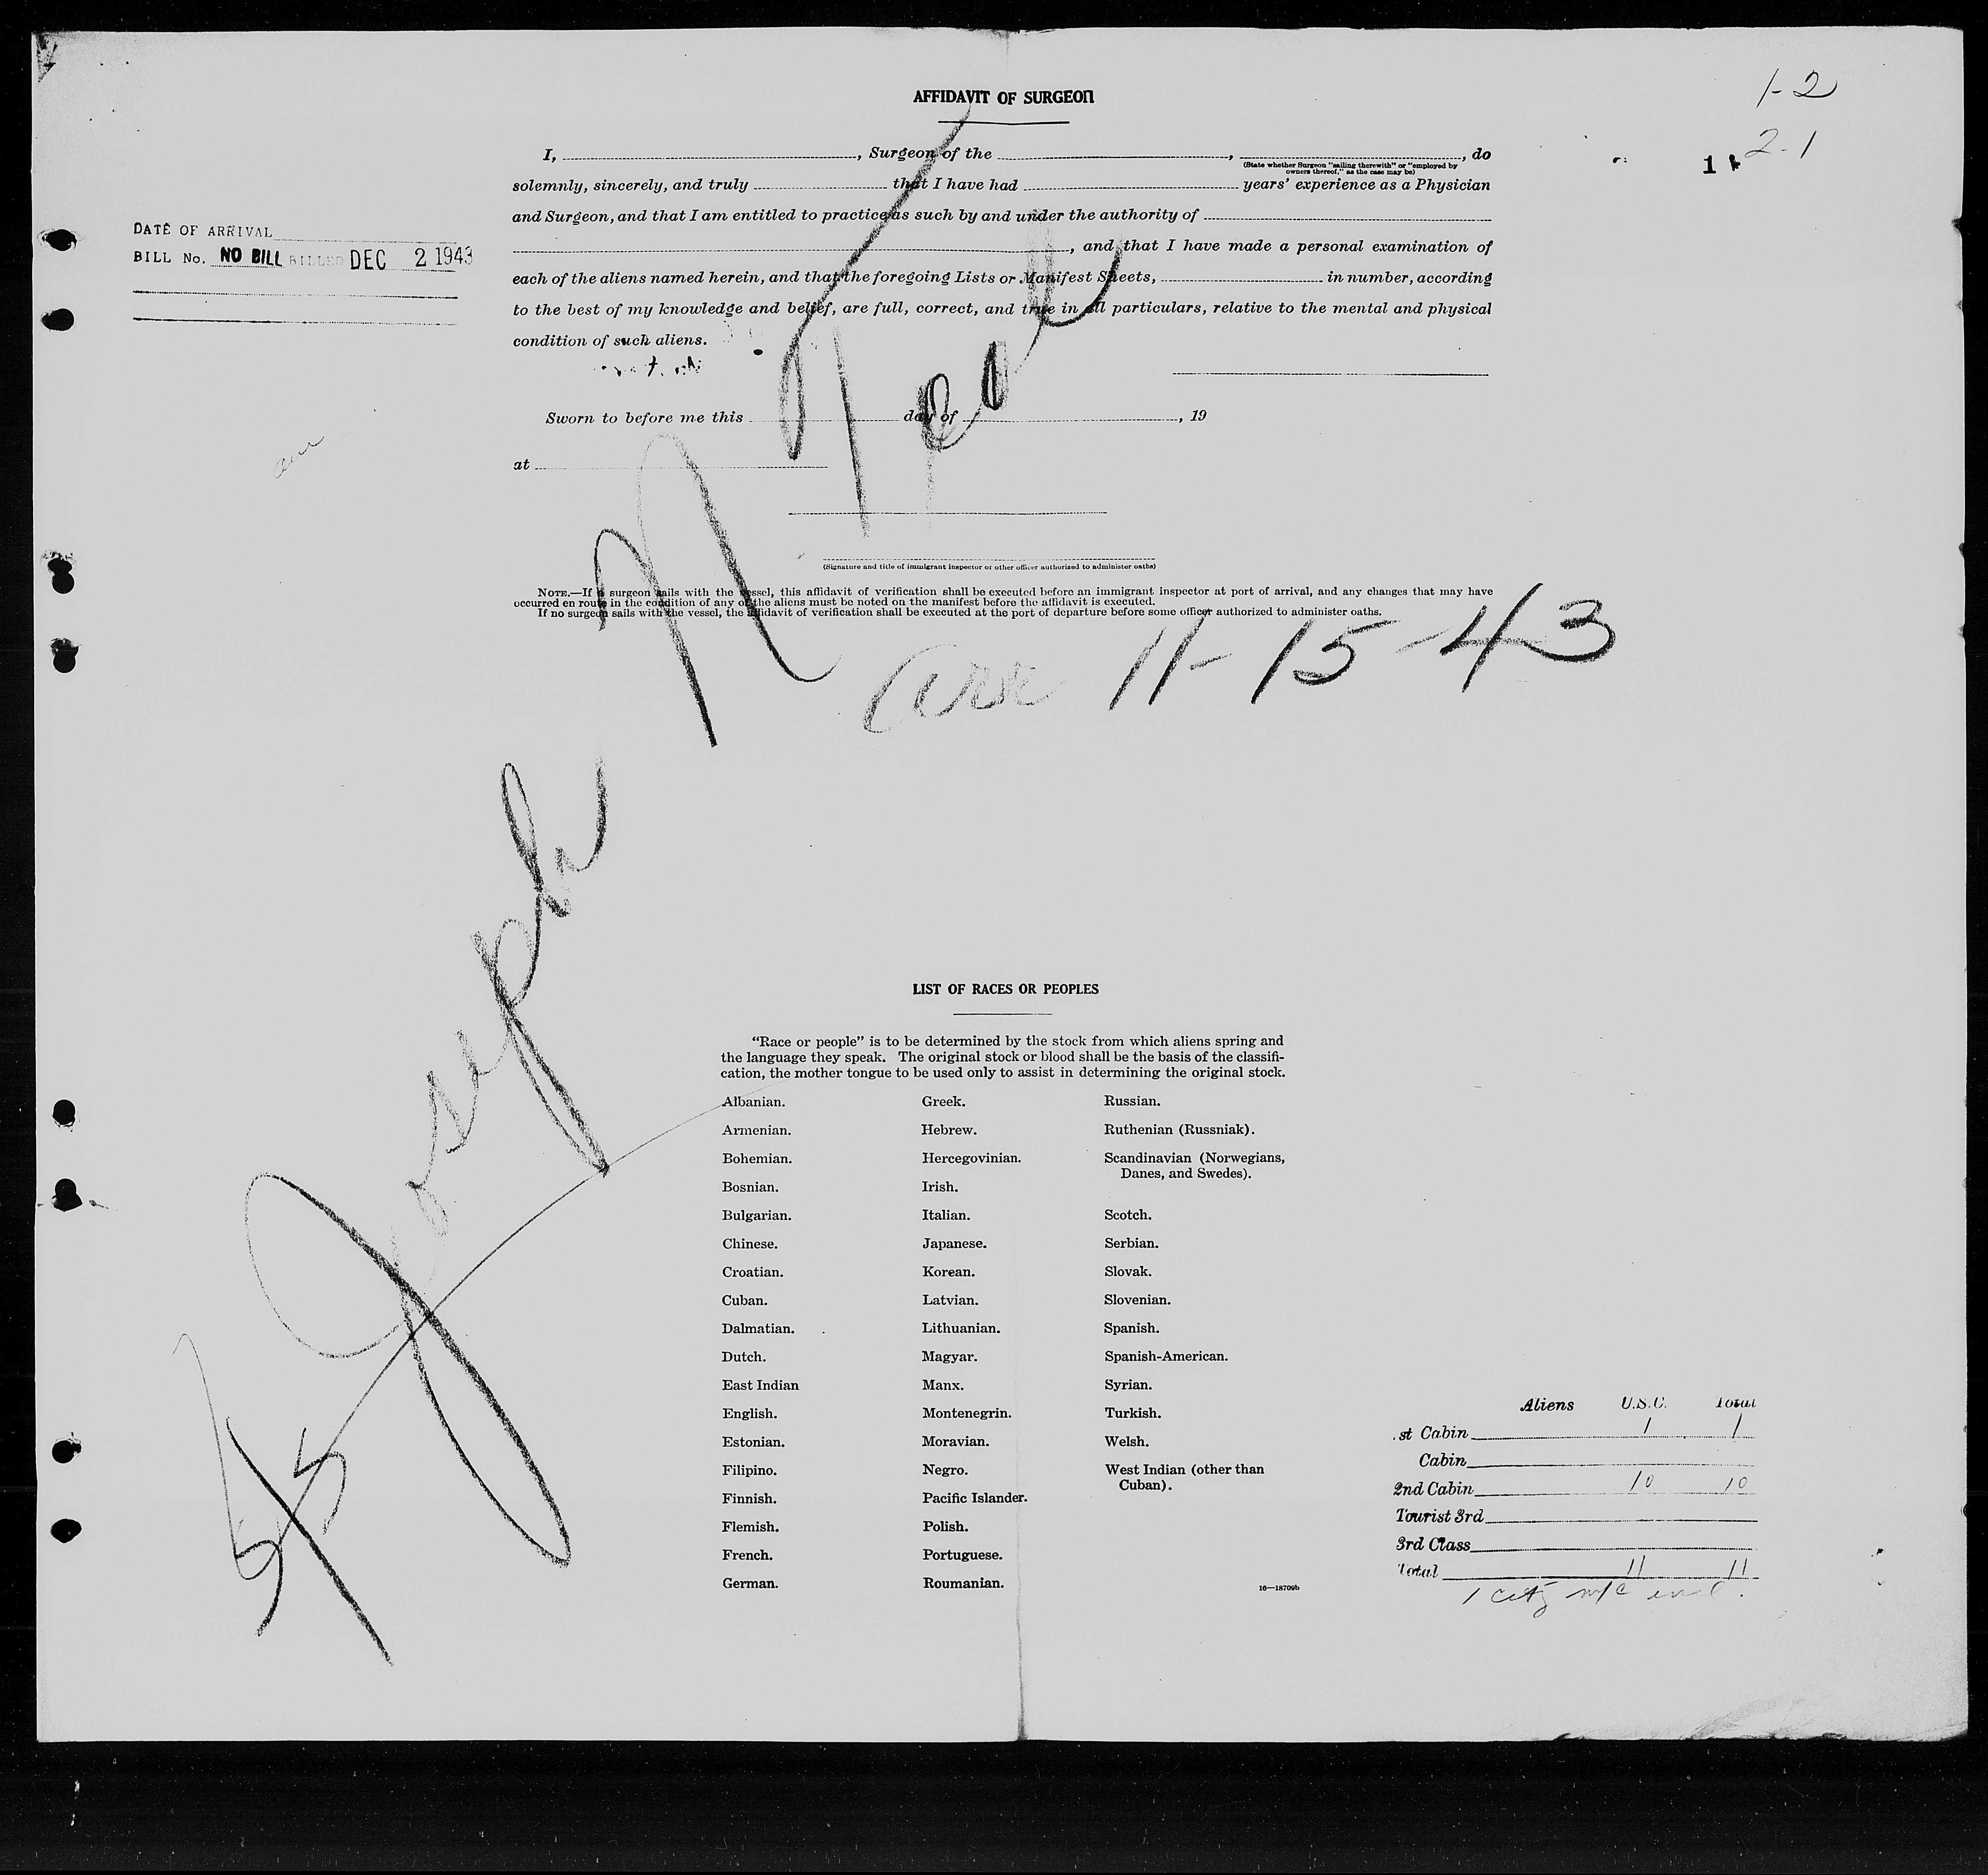 AFFIDAVIT OF SURGEON
1-2
2-1
1
I, , Surgeon of the , , do
(State whether Surgeon "sailing therewith" or "employed by
owners thereof," as the case may be)
solemnly, sincerely, and truly that I have had years' experience as a Physician
and Surgeon, and that I am entitled to practice as such by and under the authority of
, and that I have made a personal examination of
each of the aliens named herein, and that the foregoing Lists or Manifest Sheets, in number, according
to the best of my knowledge and belief, are full, correct, and true in all particulars, relative to the mental and physical
condition of such aliens.
DATE OF ARRIVAL
BILL No. NO BILL BILLED DEC 2 1943
Sworn to before me this day of , 19
at
(Signature and title of immigrant inspector or other officer authorized to administer oaths)
NOTE.—If a surgeon sails with the vessel, this affidavit of verification shall be executed before an immigrant inspector at port of arrival, and any changes that may have
occurred en route in the condition of any of the aliens must be noted on the manifest before the affidavit is executed.
If no surgeon sails with the vessel, the affidavit of verification shall be executed at the port of departure before some officer authorized to administer oaths.
arr 11-15-43
S/S Joseph N
LIST OF RACES OR PEOPLES
"Race or people" is to be determined by the stock from which aliens spring and
the language they speak. The original stock or blood shall be the basis of the classifi-
cation, the mother tongue to be used only to assist in determining the original stock.
Albanian.
Armenian.
Bohemian.
Bosnian.
Bulgarian.
Chinese.
Croatian.
Cuban.
Dalmatian.
Dutch.
East Indian
English.
Estonian.
Filipino.
Finnish.
Flemish.
French.
German.
Greek.
Hebrew.
Hercegovinian.
Irish.
Italian.
Japanese.
Korean.
Latvian.
Lithuanian.
Magyar.
Manx.
Montenegrin.
Moravian.
Negro.
Pacific Islander.
Polish.
Portuguese.
Roumanian.
Russian.
Ruthenian (Russniak).
Scandinavian (Norwegians,
Danes, and Swedes).
Scotch.
Serbian.
Slovak.
Slovenian.
Spanish.
Spanish-American.
Syrian.
Turkish.
Welsh.
West Indian (other than
Cuban).
16—18709b
Aliens U.S.C. Total
st Cabin 1 1
Cabin
2nd Cabin 10 10
Tourist 3rd
3rd Class
Total 11 11